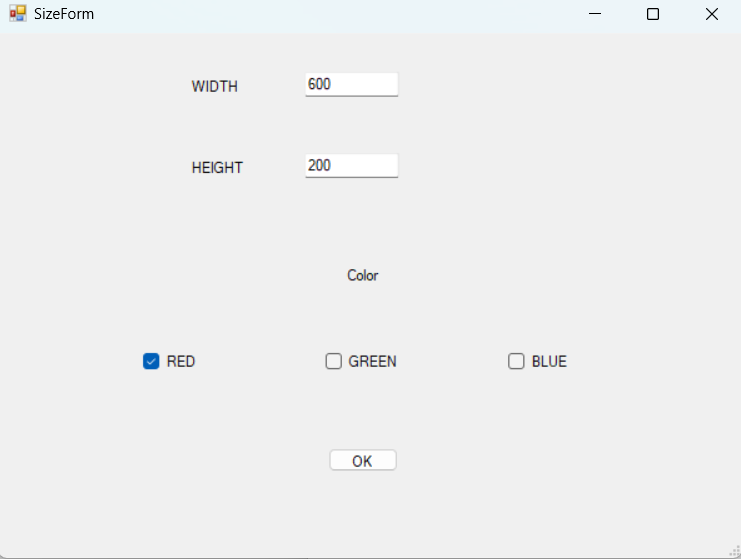 SizeForm
WIDTH 600
HEIGHT 200
Color
RED GREEN BLUE
OK